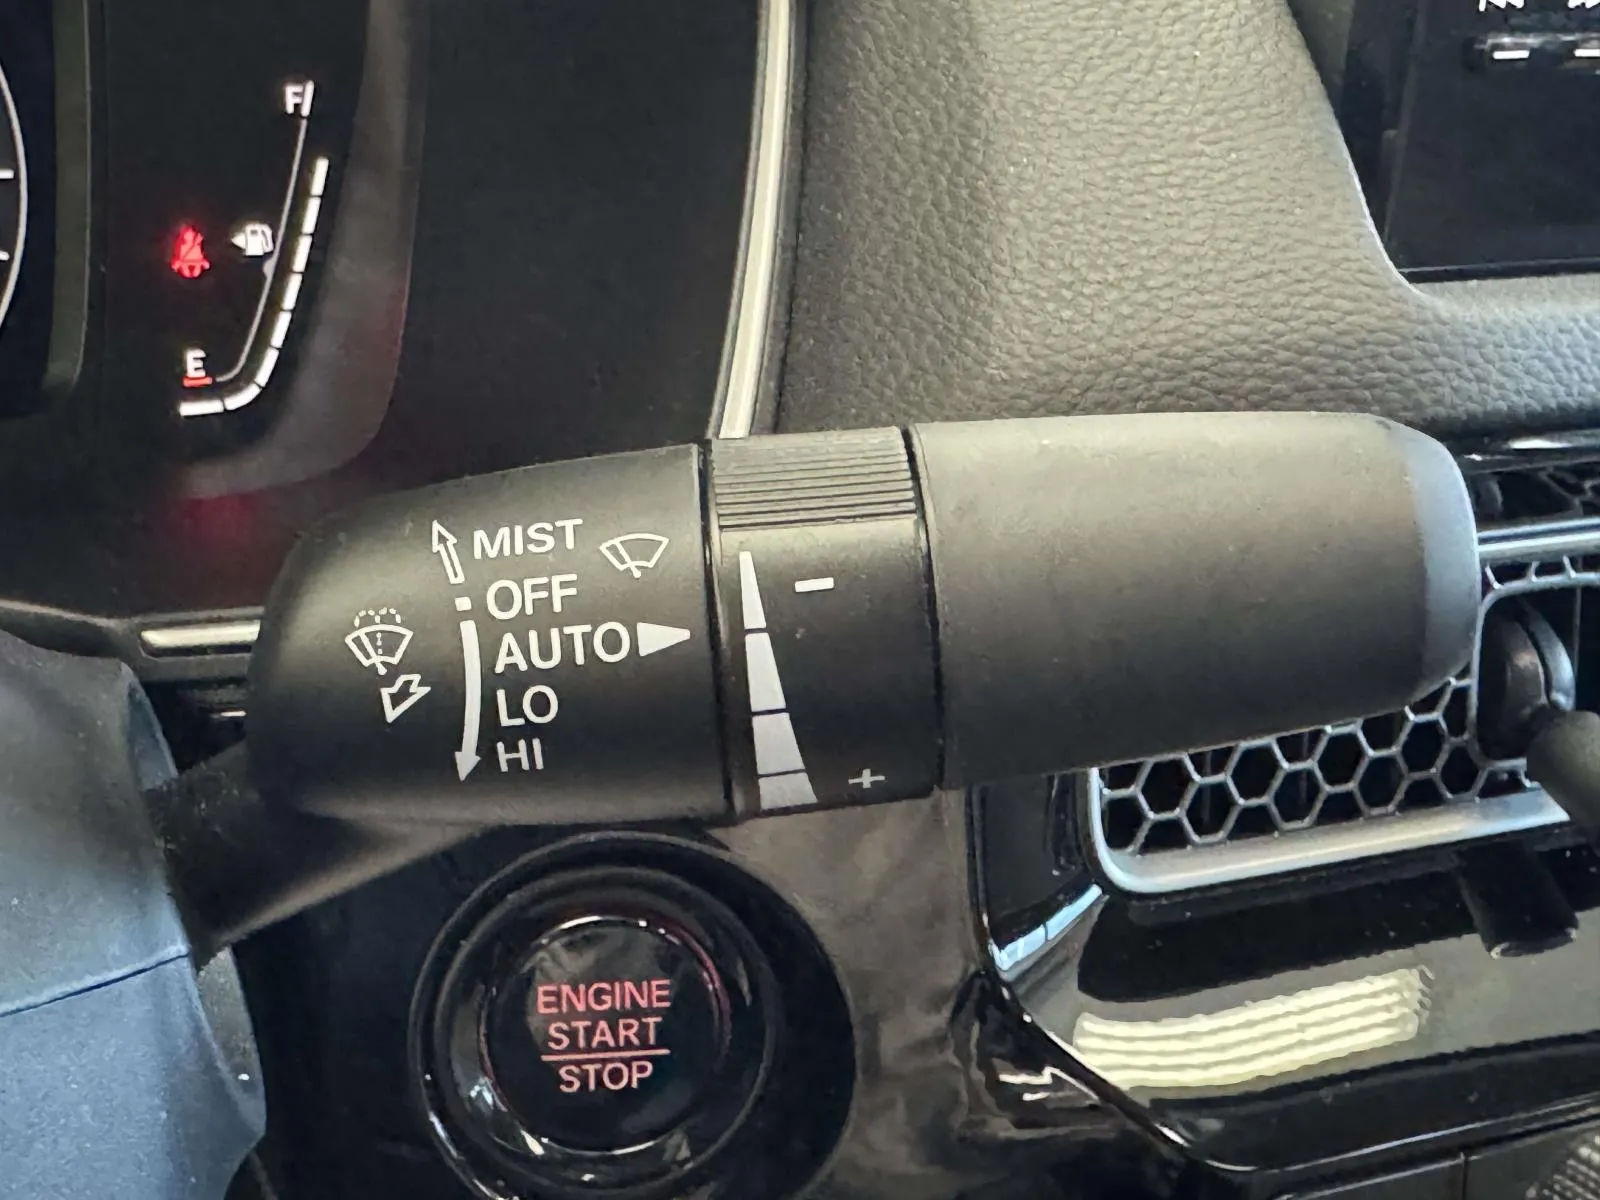 F
E
MIST
OFF
AUTO
LO
HI
−
+
ENGINE
START
STOP